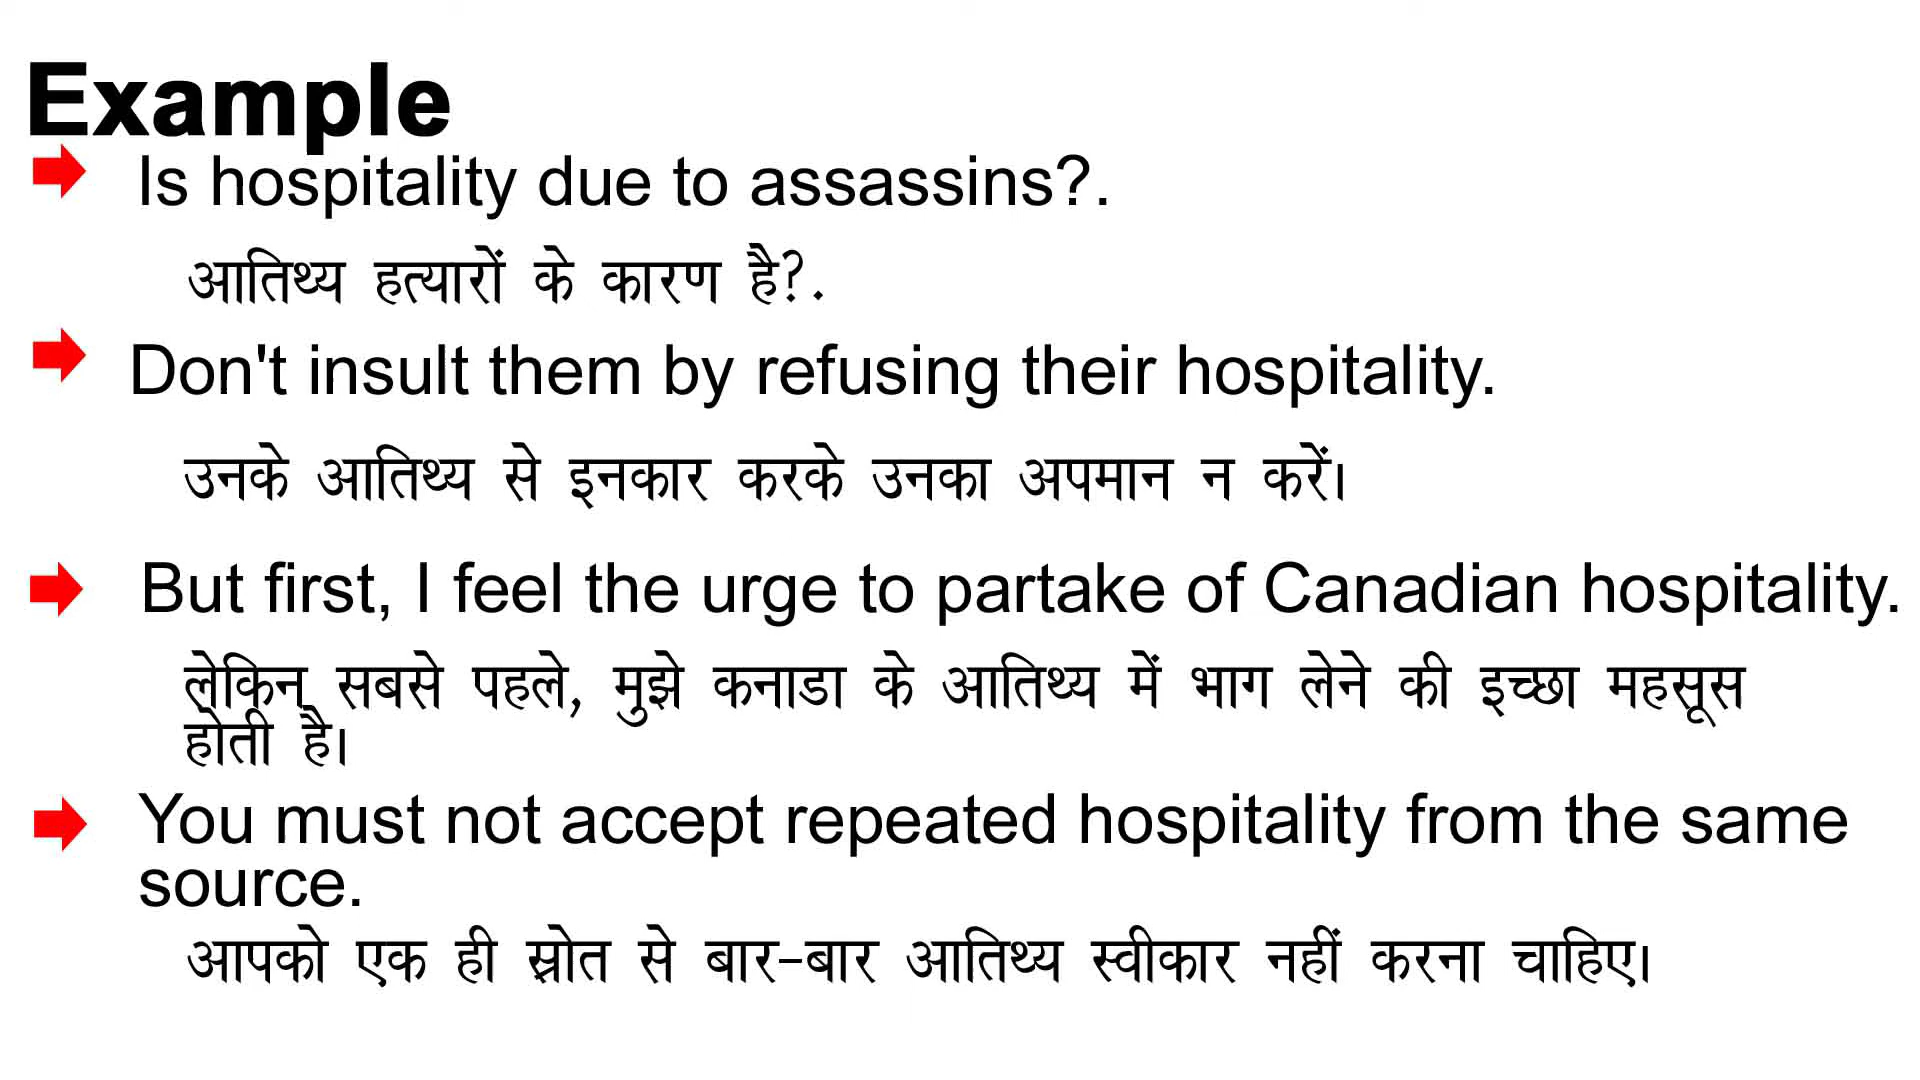 Example
Is hospitality due to assassins?.
आतिथ्य हत्यारों के कारण है?.
Don't insult them by refusing their hospitality.
उनके आतिथ्य से इनकार करके उनका अपमान न करें।
But first, I feel the urge to partake of Canadian hospitality.
लेकिन सबसे पहले, मुझे कनाडा के आतिथ्य में भाग लेने की इच्छा महसूस
होती है।
You must not accept repeated hospitality from the same
source.
आपको एक ही स्रोत से बार-बार आतिथ्य स्वीकार नहीं करना चाहिए।